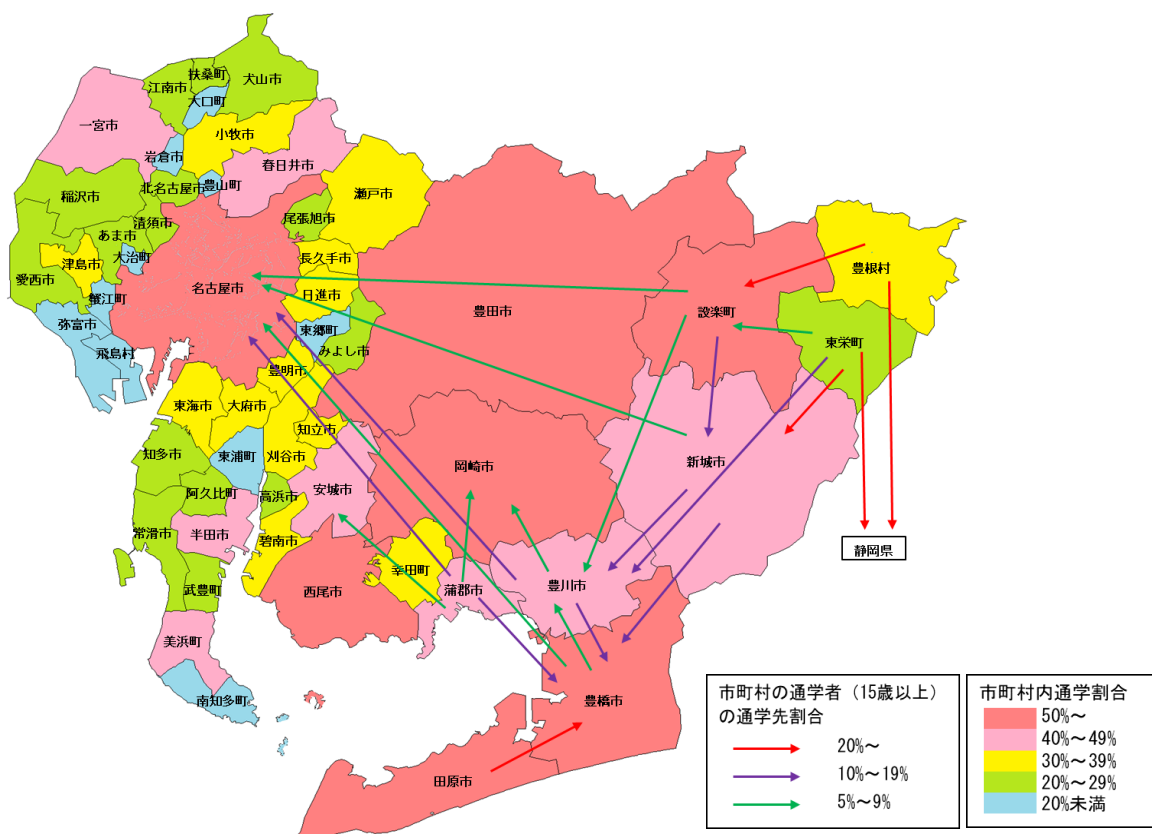 扶桑町
犬山市
江南市
大口町
一宮市
小牧市
岩倉市
春日井市
北名古屋市
豊山町
瀬戸市
稲沢市
尾張旭市
清須市
あま市
大治町
長久手市
豊根村
津島市
愛西市
名古屋市
日進市
蟹江町
豊田市
設楽町
弥富市
東郷町
東栄町
飛島村
みよし市
豊明市
東海市
大府市
知立市
知多市
東浦町
刈谷市
岡崎市
新城市
安城市
阿久比町
高浜市
常滑市
半田市
碧南市
静岡県
幸田町
豊川市
武豊町
西尾市
蒲郡市
美浜町
南知多町
豊橋市
田原市
市町村の通学者（15歳以上）
の通学先割合
20%～
10%～19%
5%～9%
市町村内通学割合
50%～
40%～49%
30%～39%
20%～29%
20%未満